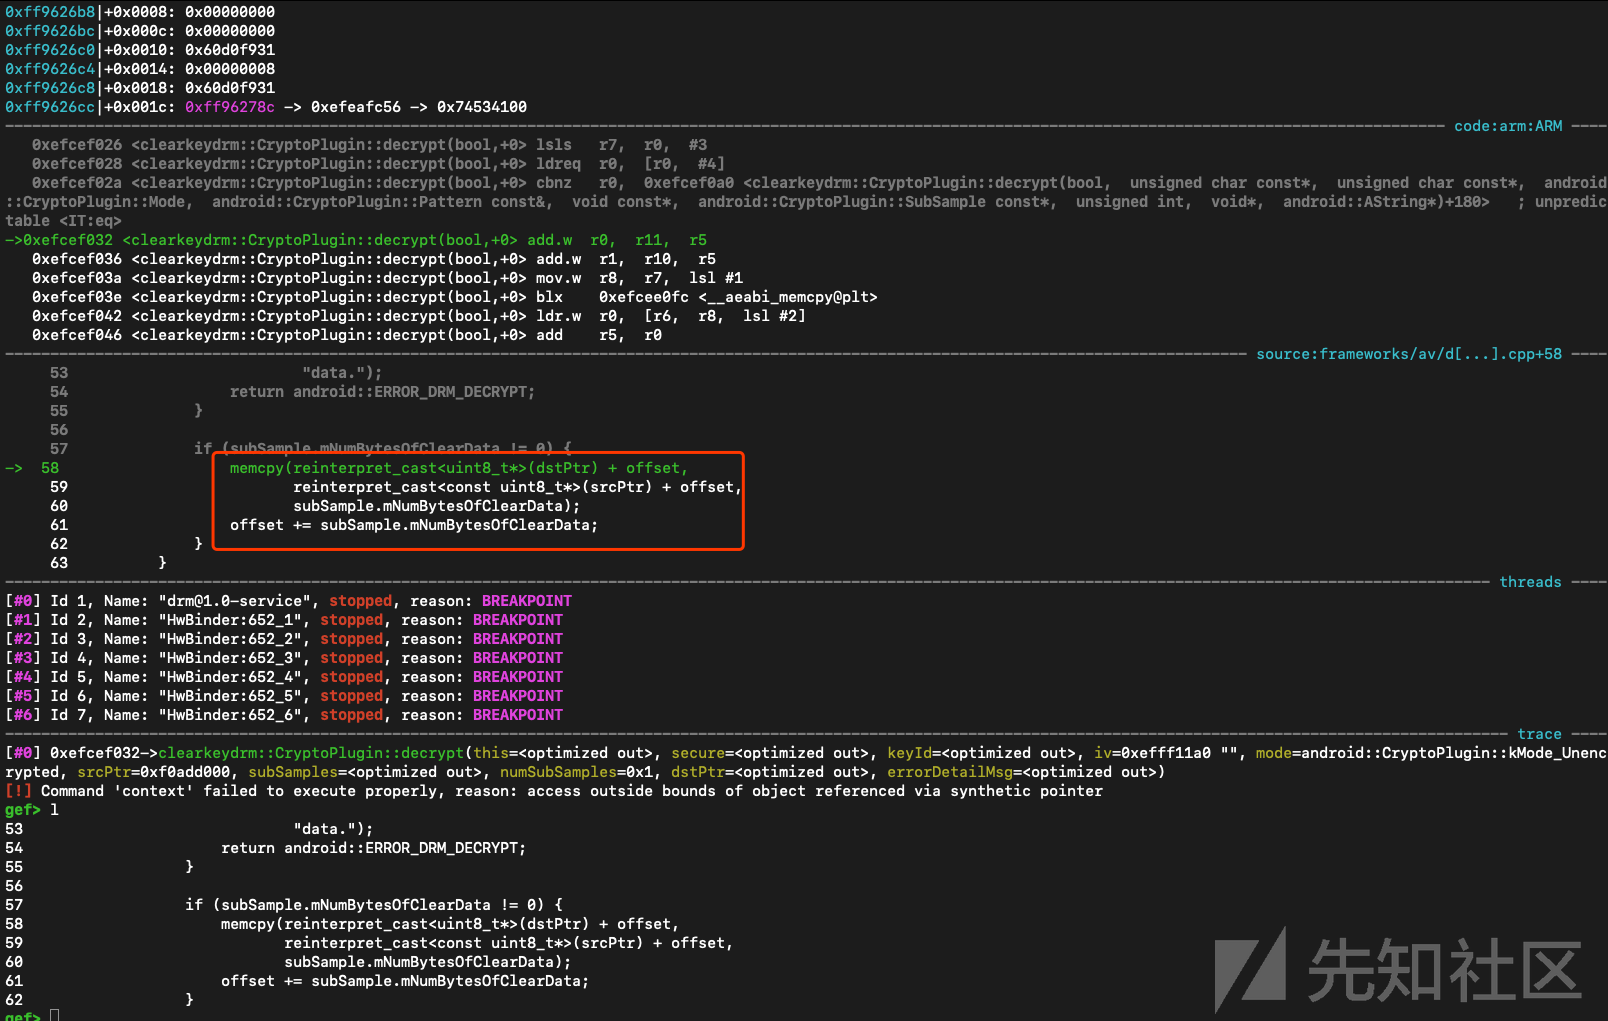 0xff9626b8|+0x0008: 0x00000000
0xff9626bc|+0x000c: 0x00000000
0xff9626c0|+0x0010: 0x60d0f931
0xff9626c4|+0x0014: 0x00000008
0xff9626c8|+0x0018: 0x60d0f931
0xff9626cc|+0x001c: 0xff96278c -> 0xefeafc56 -> 0x74534100
code:arm:ARM
0xefcef026 <clearkeydrm::CryptoPlugin::decrypt(bool,+0> lsls r7, r0, #3
0xefcef028 <clearkeydrm::CryptoPlugin::decrypt(bool,+0> ldreq r0, [r0, #4]
0xefcef02a <clearkeydrm::CryptoPlugin::decrypt(bool,+0> cbnz r0, 0xefcef0a0 <clearkeydrm::CryptoPlugin::decrypt(bool, unsigned char const*, unsigned char const*, android
::CryptoPlugin::Mode, android::CryptoPlugin::Pattern const&, void const*, android::CryptoPlugin::SubSample const*, unsigned int, void*, android::AString*)+180> ; unpredic
table <IT:eq>
->0xefcef032 <clearkeydrm::CryptoPlugin::decrypt(bool,+0> add.w r0, r11, r5
0xefcef036 <clearkeydrm::CryptoPlugin::decrypt(bool,+0> add.w r1, r10, r5
0xefcef03a <clearkeydrm::CryptoPlugin::decrypt(bool,+0> mov.w r8, r7, lsl #1
0xefcef03e <clearkeydrm::CryptoPlugin::decrypt(bool,+0> blx 0xefcee0fc <__aeabi_memcpy@plt>
0xefcef042 <clearkeydrm::CryptoPlugin::decrypt(bool,+0> ldr.w r0, [r6, r8, lsl #2]
0xefcef046 <clearkeydrm::CryptoPlugin::decrypt(bool,+0> add r5, r0
source:frameworks/av/d[...].cpp+58
53 "data.");
54 return android::ERROR_DRM_DECRYPT;
55 }
56
57 if (subSample.mNumBytesOfClearData != 0) {
-> 58 memcpy(reinterpret_cast<uint8_t*>(dstPtr) + offset,
59 reinterpret_cast<const uint8_t*>(srcPtr) + offset,
60 subSample.mNumBytesOfClearData);
61 offset += subSample.mNumBytesOfClearData;
62 }
63 }
threads
[#0] Id 1, Name: "drm@1.0-service", stopped, reason: BREAKPOINT
[#1] Id 2, Name: "HwBinder:652_1", stopped, reason: BREAKPOINT
[#2] Id 3, Name: "HwBinder:652_2", stopped, reason: BREAKPOINT
[#3] Id 4, Name: "HwBinder:652_3", stopped, reason: BREAKPOINT
[#4] Id 5, Name: "HwBinder:652_4", stopped, reason: BREAKPOINT
[#5] Id 6, Name: "HwBinder:652_5", stopped, reason: BREAKPOINT
[#6] Id 7, Name: "HwBinder:652_6", stopped, reason: BREAKPOINT
trace
[#0] 0xefcef032->clearkeydrm::CryptoPlugin::decrypt(this=<optimized out>, secure=<optimized out>, keyId=<optimized out>, iv=0xefff11a0 "", mode=android::CryptoPlugin::kMode_Unenc
rypted, srcPtr=0xf0add000, subSamples=<optimized out>, numSubSamples=0x1, dstPtr=<optimized out>, errorDetailMsg=<optimized out>)
[!] Command 'context' failed to execute properly, reason: access outside bounds of object referenced via synthetic pointer
gef> l
53 "data.");
54 return android::ERROR_DRM_DECRYPT;
55 }
56
57 if (subSample.mNumBytesOfClearData != 0) {
58 memcpy(reinterpret_cast<uint8_t*>(dstPtr) + offset,
59 reinterpret_cast<const uint8_t*>(srcPtr) + offset,
60 subSample.mNumBytesOfClearData);
61 offset += subSample.mNumBytesOfClearData;
62 }
gef>
先知社区